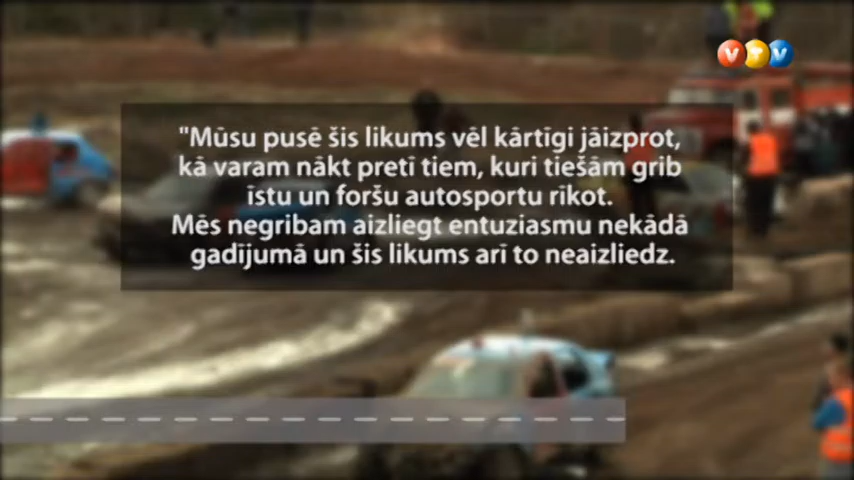 VTV
"Mūsu pusē šis likums vēl kārtīgi jāizprot,
kā varam nākt pretī tiem, kuri tiešām grib
īstu un foršu autosportu rīkot.
Mēs negribam aizliegt entuziasmu nekādā
gadījumā un šis likums arī to neaizliedz.